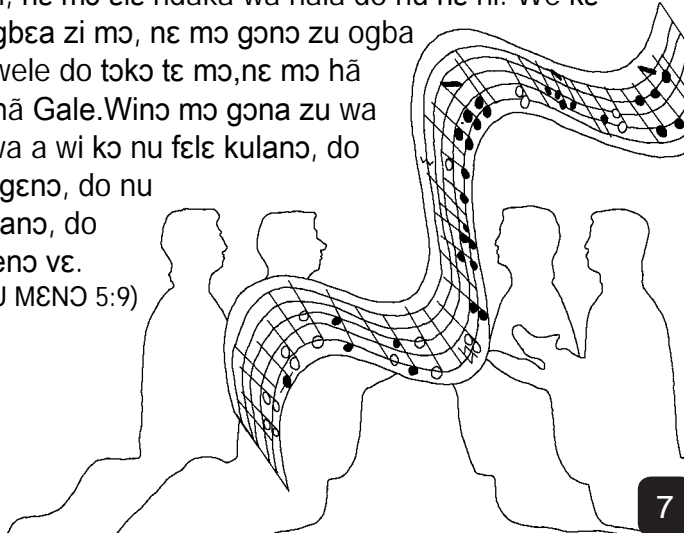 gbɛa zi mɔ, nɛ mɔ gɔnɔ zu ogba
wele do tɔkɔ tɛ mɔ,nɛ mɔ hã
hã Gale.Winɔ mɔ gɔna zu wa
wa a wi kɔ nu fɛlɛ kulanɔ, do
gɛnɔ, do nu
anɔ, do
enɔ vɛ.
MƐNƆ 5:9)
7